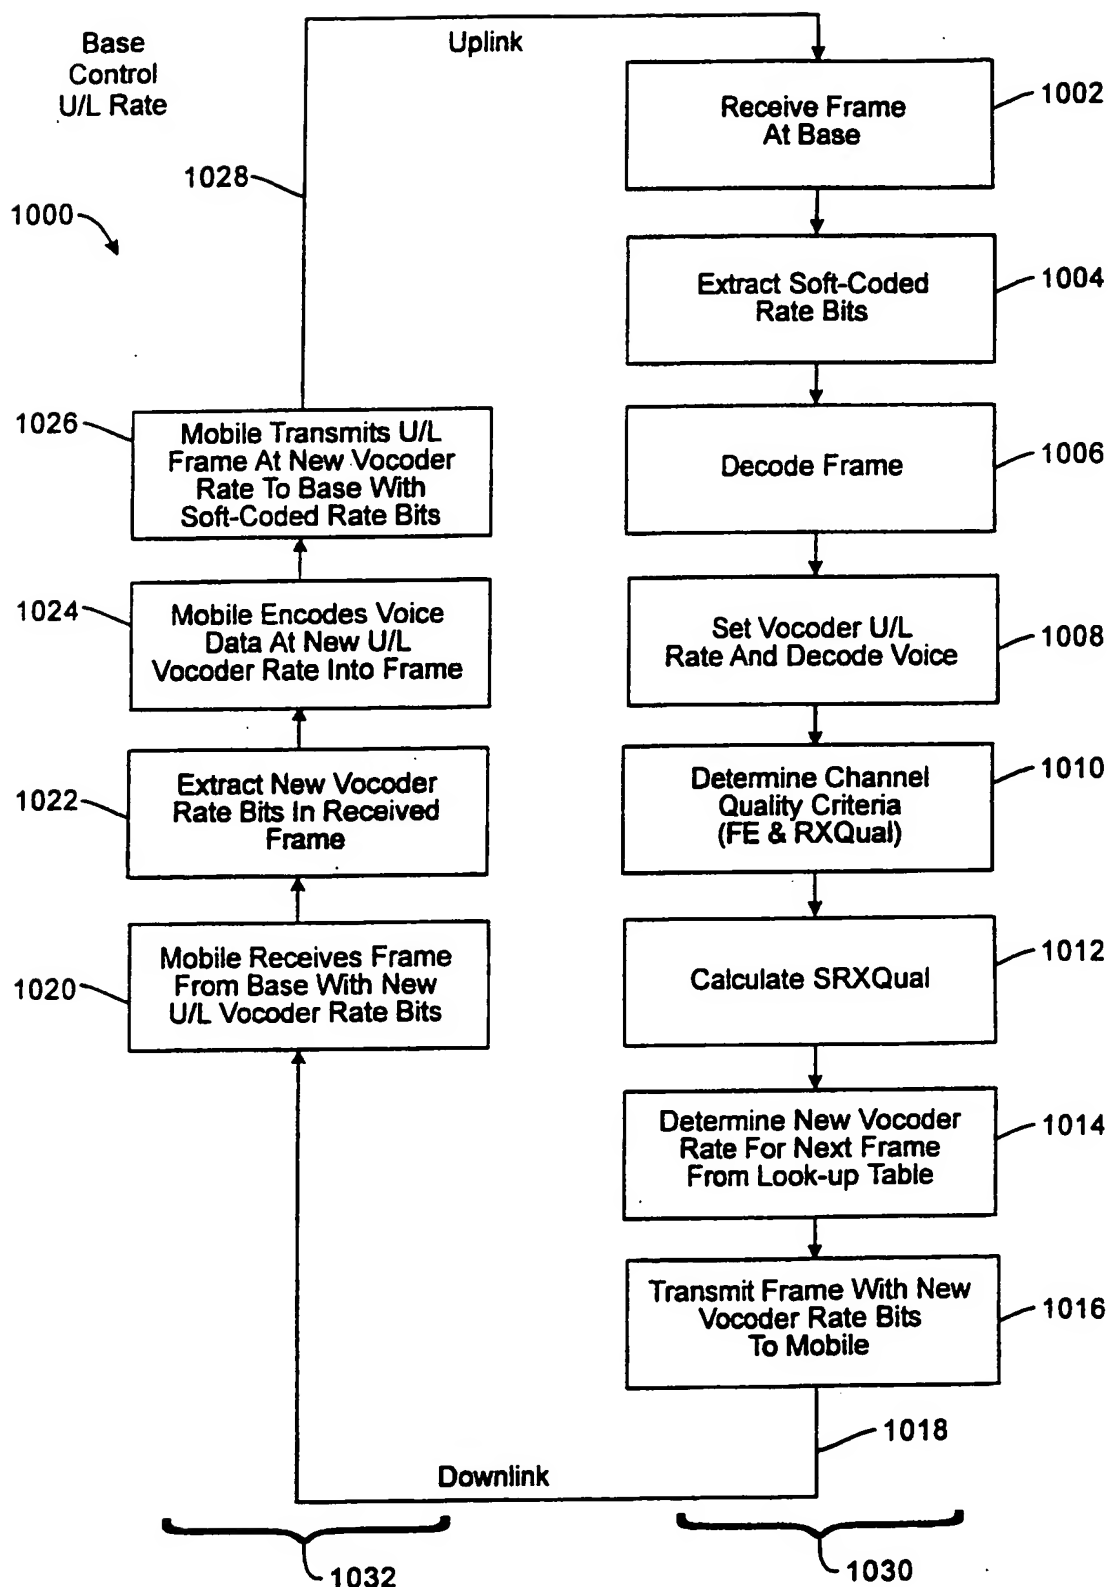 Base
Control
U/L Rate
Uplink
1028
1000
Receive Frame
At Base
1002
Extract Soft-Coded
Rate Bits
1004
Decode Frame
1006
Set Vocoder U/L
Rate And Decode Voice
1008
Determine Channel
Quality Criteria
(FE & RXQual)
1010
Calculate SRXQual
1012
Determine New Vocoder
Rate For Next Frame
From Look-up Table
1014
Transmit Frame With New
Vocoder Rate Bits
To Mobile
1016
1018
Downlink
1030
1020
Mobile Receives Frame
From Base With New
U/L Vocoder Rate Bits
1022
Extract New Vocoder
Rate Bits In Received
Frame
1024
Mobile Encodes Voice
Data At New U/L
Vocoder Rate Into Frame
1026
Mobile Transmits U/L
Frame At New Vocoder
Rate To Base With
Soft-Coded Rate Bits
1032